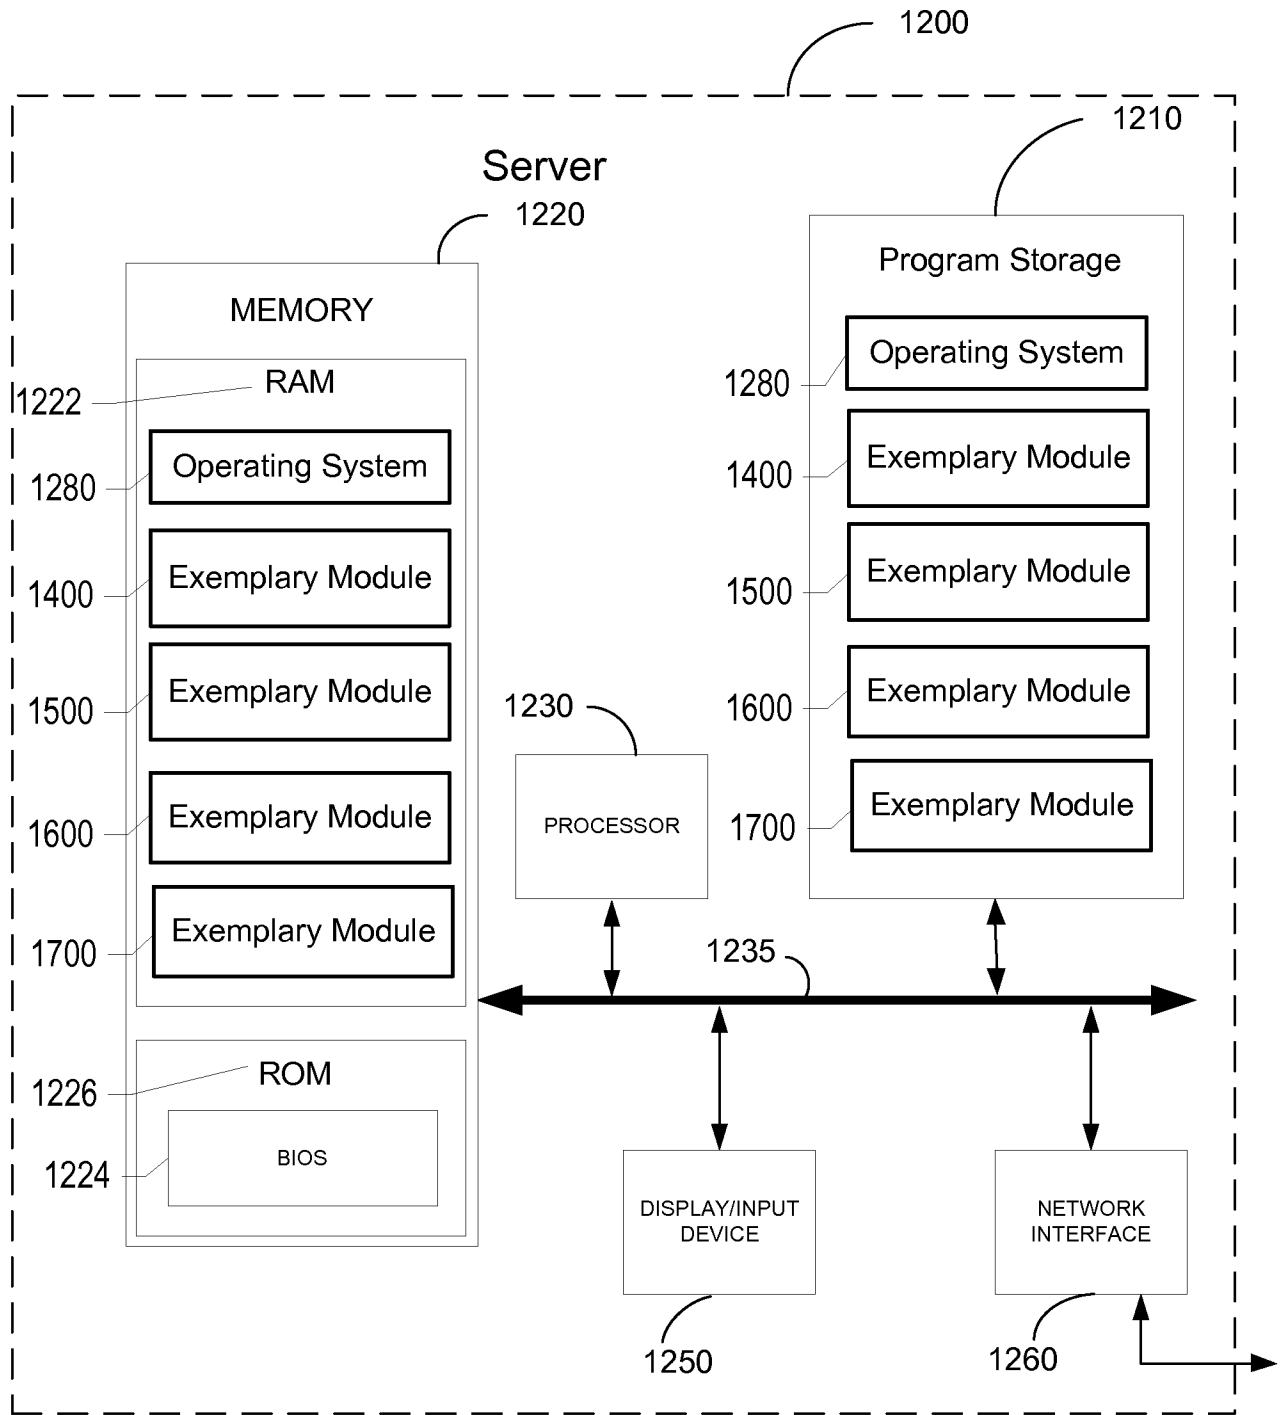 1200
1210
Server
1220
Program Storage
MEMORY
Operating System
1280
RAM
1222
Exemplary Module
1400
Operating System
1280
Exemplary Module
1500
Exemplary Module
1400
Exemplary Module
1600
Exemplary Module
1500
1230
Exemplary Module
1700
Exemplary Module
1600
PROCESSOR
Exemplary Module
1700
1235
ROM
1226
BIOS
1224
DISPLAY/INPUT
DEVICE
NETWORK
INTERFACE
1250
1260